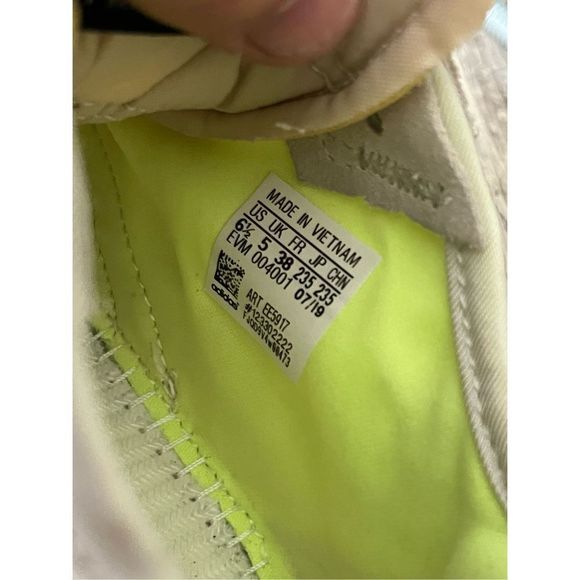 MADE IN VIETNAM
US UK FR JP CHN
6½ 5 38 235 235
EVM 004001 07/19
ART EE5917
#123302222
adidas